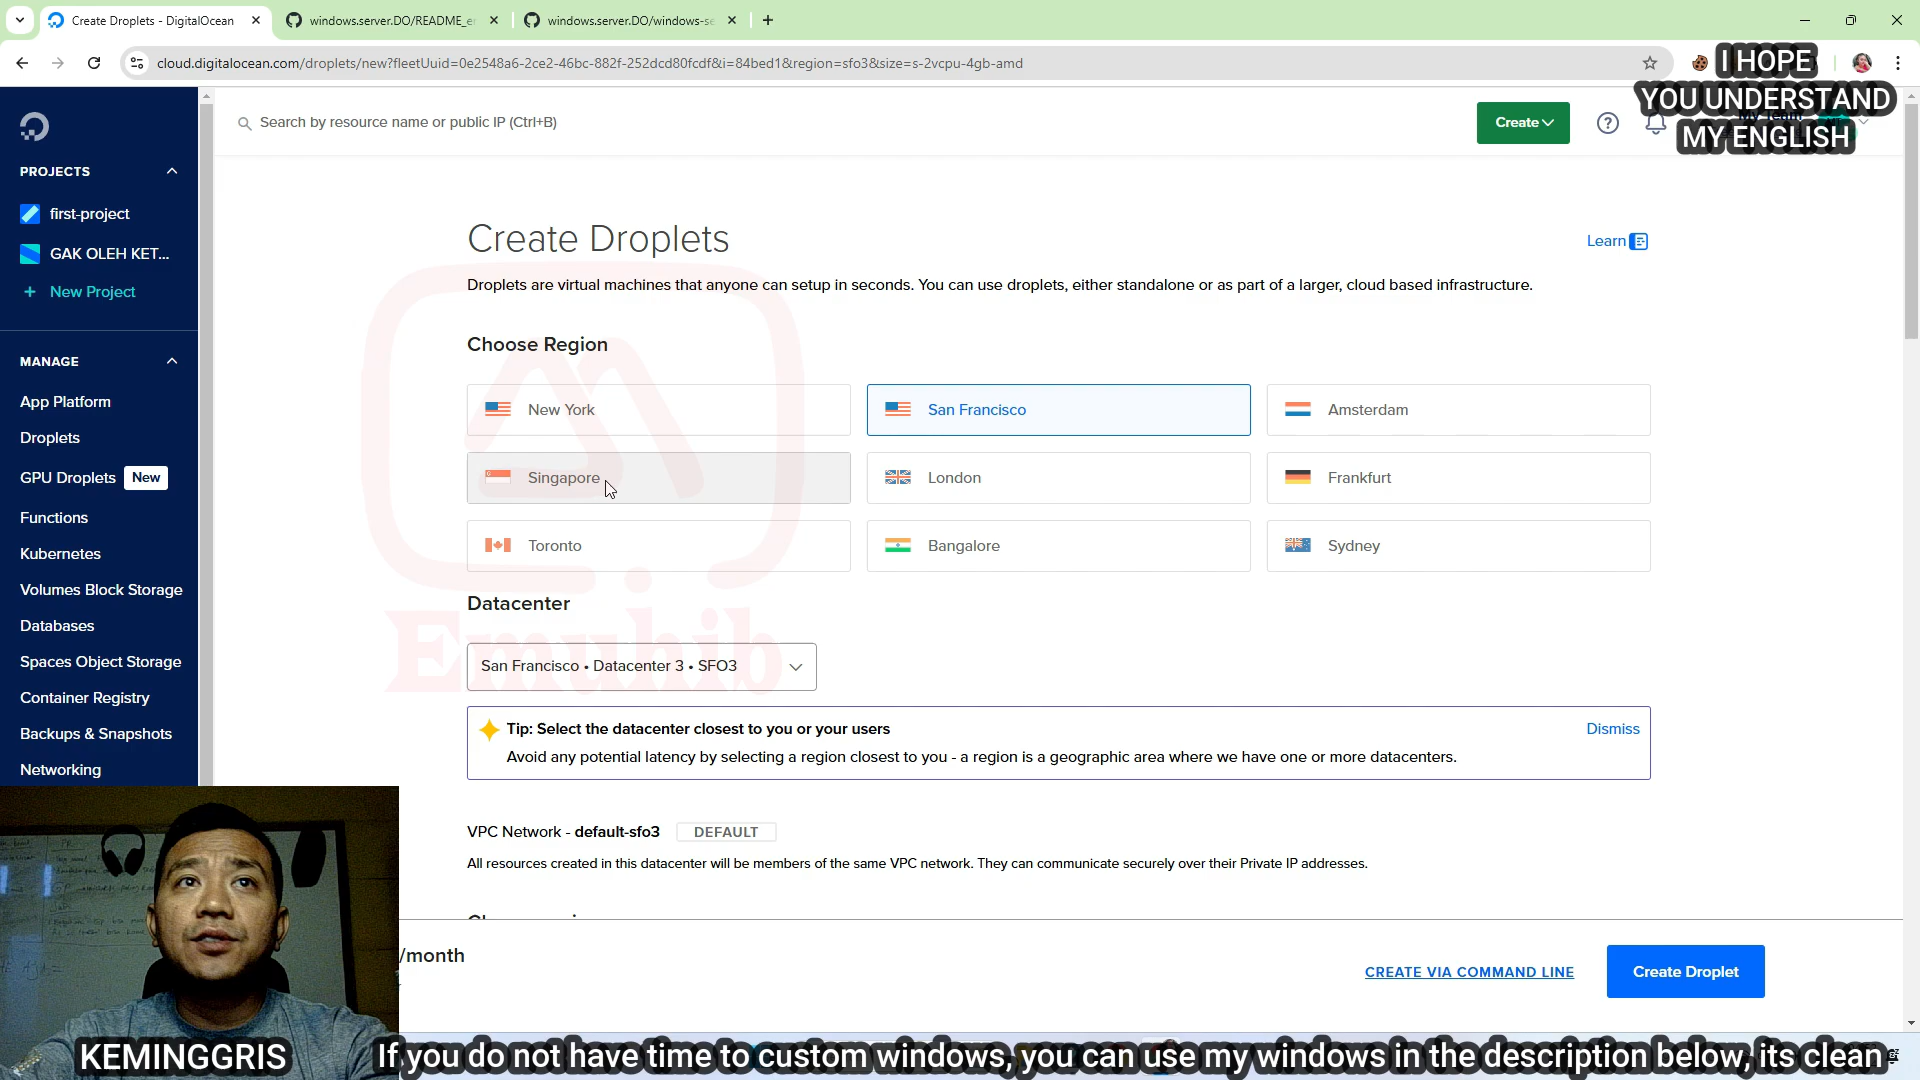 Create Droplets - DigitalOcean
windows.server.DO/README_e
windows.server.DO/windows-se
cloud.digitalocean.com/droplets/new?fleetUuid=0e2548a6-2ce2-46bc-882f-252dcd80fcdf&i=84bed1&region=sfo3&size=s-2vcpu-4gb-amd
I HOPE
YOU UNDERSTAND
MY ENGLISH
Search by resource name or public IP (Ctrl+B)
Create
My Team
PROJECTS
first-project
GAK OLEH KET...
New Project
MANAGE
App Platform
Droplets
GPU Droplets New
Functions
Kubernetes
Volumes Block Storage
Databases
Spaces Object Storage
Container Registry
Backups & Snapshots
Networking
Create Droplets
Learn
Droplets are virtual machines that anyone can setup in seconds. You can use droplets, either standalone or as part of a larger, cloud based infrastructure.
Choose Region
New York
San Francisco
Amsterdam
Singapore
London
Frankfurt
Toronto
Bangalore
Sydney
Emuhib
Datacenter
San Francisco • Datacenter 3 • SFO3
Tip: Select the datacenter closest to you or your users
Dismiss
Avoid any potential latency by selecting a region closest to you - a region is a geographic area where we have one or more datacenters.
VPC Network - default-sfo3 DEFAULT
All resources created in this datacenter will be members of the same VPC network. They can communicate securely over their Private IP addresses.
/month
CREATE VIA COMMAND LINE
Create Droplet
KEMINGGRIS
If you do not have time to custom windows, you can use my windows in the description below, its clean